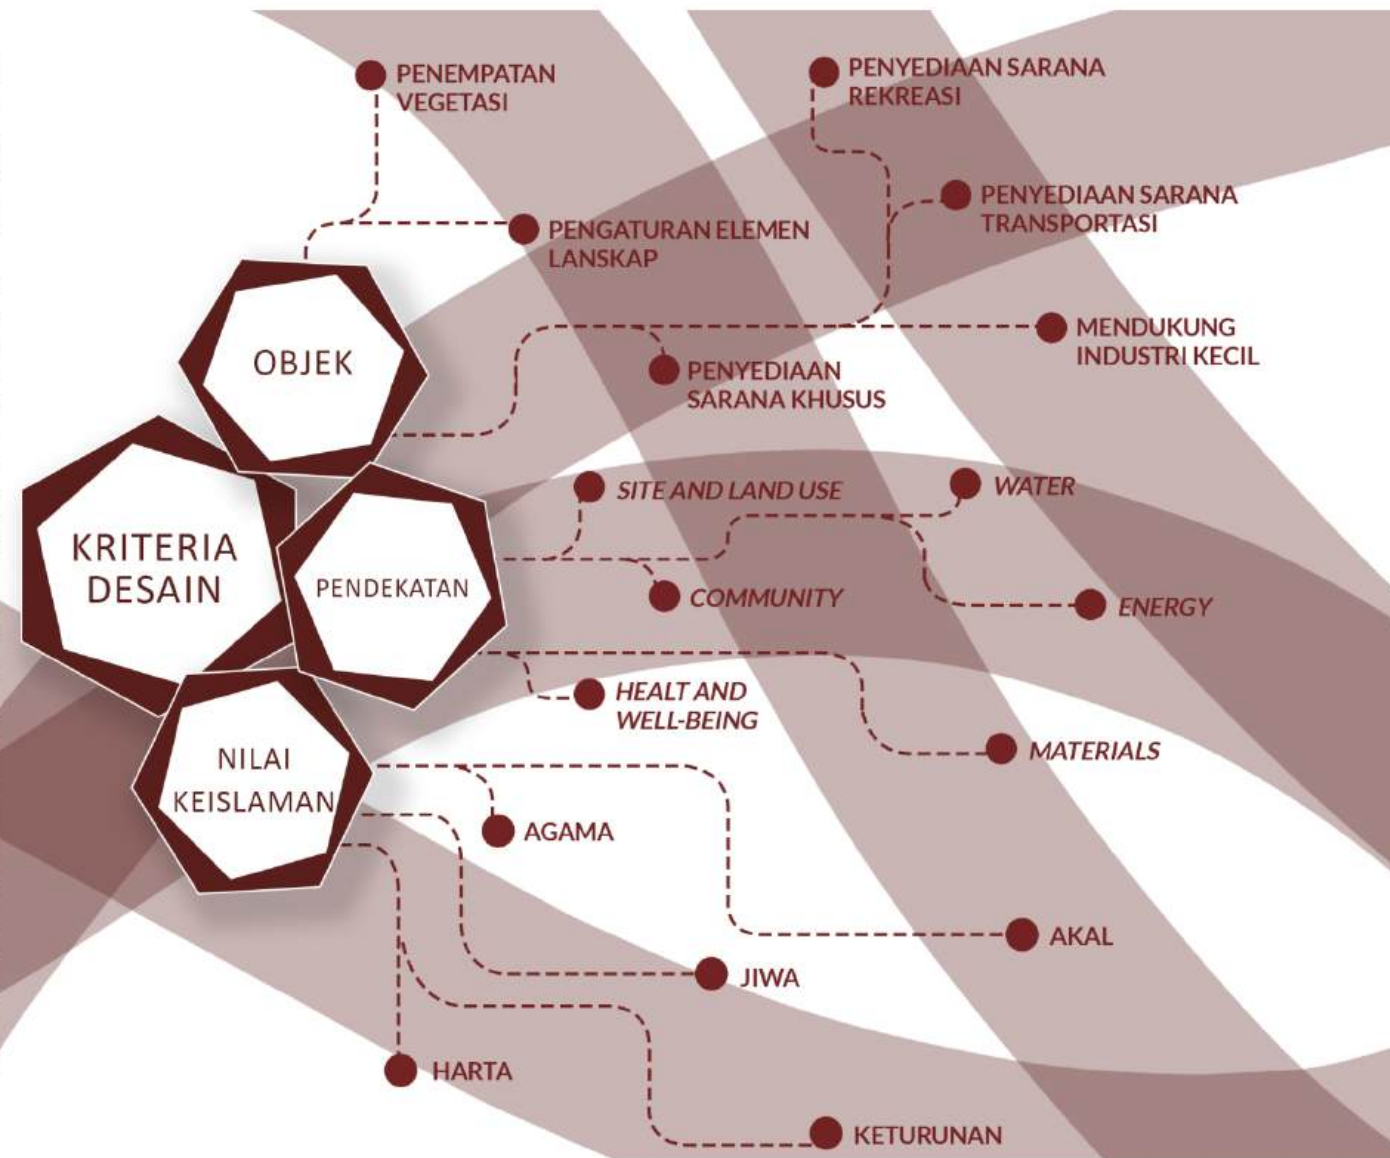 PENEMPATAN
VEGETASI
PENYEDIAAN SARANA
REKREASI
PENYEDIAAN SARANA
TRANSPORTASI
PENGATURAN ELEMEN
LANSKAP
MENDUKUNG
INDUSTRI KECIL
OBJEK
PENYEDIAAN
SARANA KHUSUS
SITE AND LAND USE
WATER
KRITERIA
DESAIN
PENDEKATAN
COMMUNITY
ENERGY
HEALT AND
WELL-BEING
MATERIALS
NILAI
KEISLAMAN
AGAMA
AKAL
JIWA
HARTA
KETURUNAN